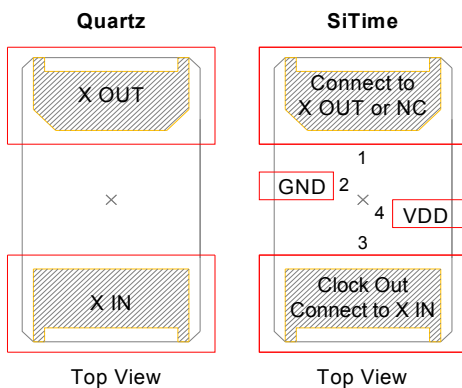 Quartz
SiTime
X OUT
Connect to
X OUT or NC
1
GND
2
4
VDD
3
X IN
Clock Out
Connect to X IN
Top View
Top View